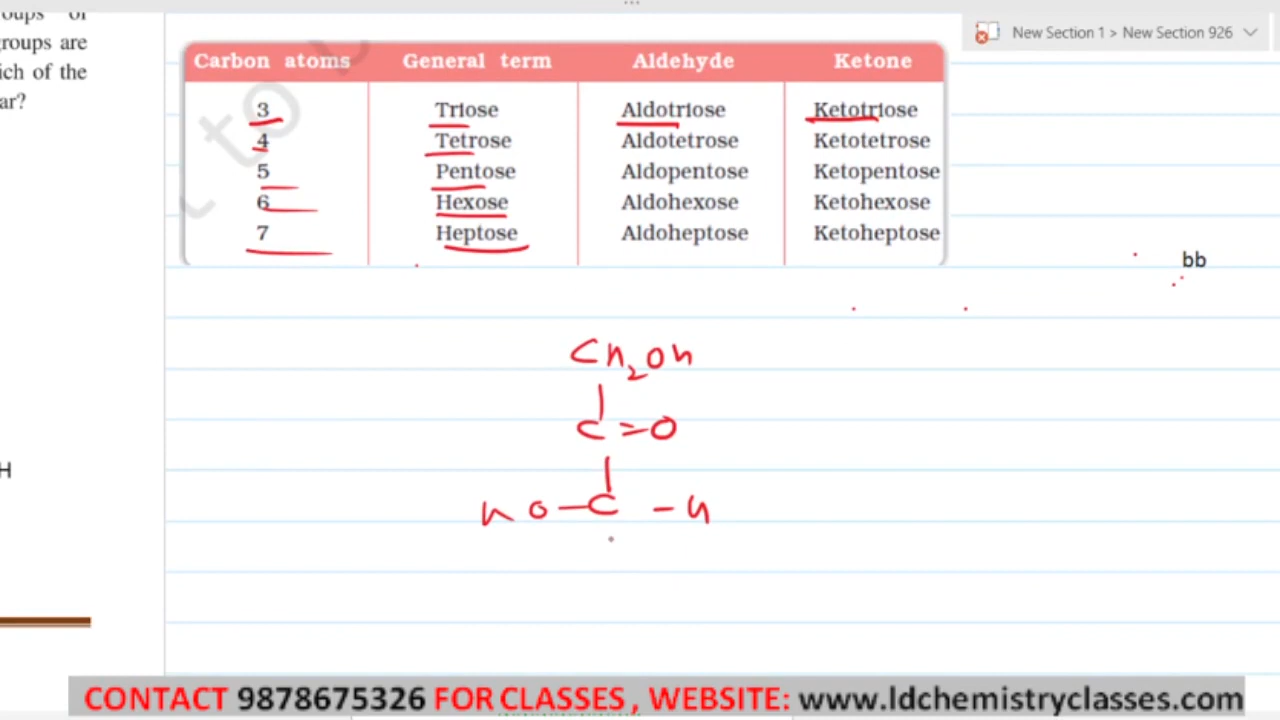 oups of
groups are
ich of the
ar?
H
New Section 1 > New Section 926
Carbon atoms General term Aldehyde Ketone
3 Triose Aldotriose Ketotriose
4 Tetrose Aldotetrose Ketotetrose
5 Pentose Aldopentose Ketopentose
6 Hexose Aldohexose Ketohexose
7 Heptose Aldoheptose Ketoheptose
to b
bb
CH2OH
C=O
HO-C-H
CONTACT 9878675326 FOR CLASSES , WEBSITE: www.ldchemistryclasses.com